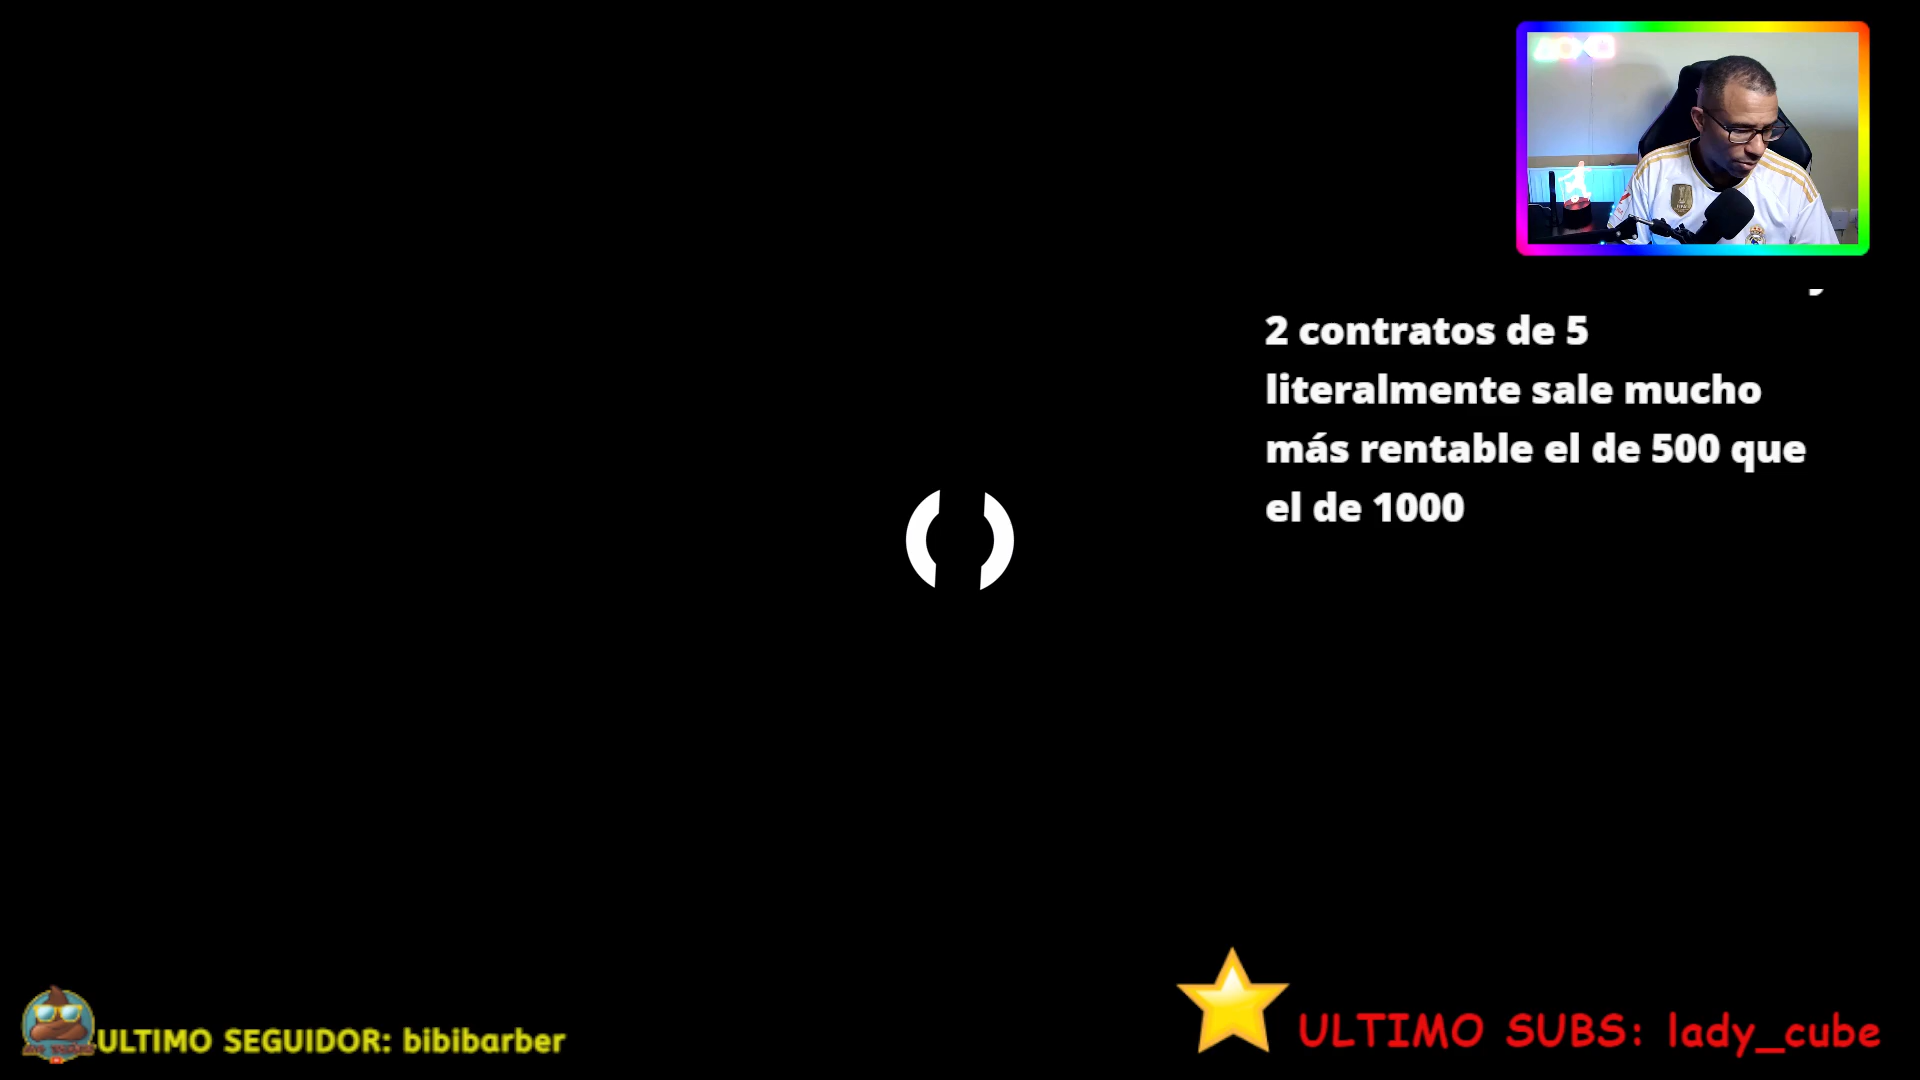 2 contratos de 5
literalmente sale mucho
más rentable el de 500 que
el de 1000
ULTIMO SEGUIDOR: bibibarber
ULTIMO SUBS: lady_cube